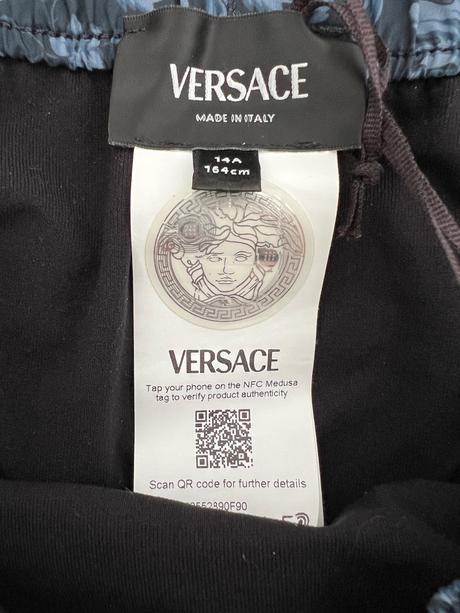 VERSACE
MADE IN ITALY
14A
164cm
VERSACE
Tap your phone on the NFC Medusa
tag to verify product authenticity
Scan QR code for further details